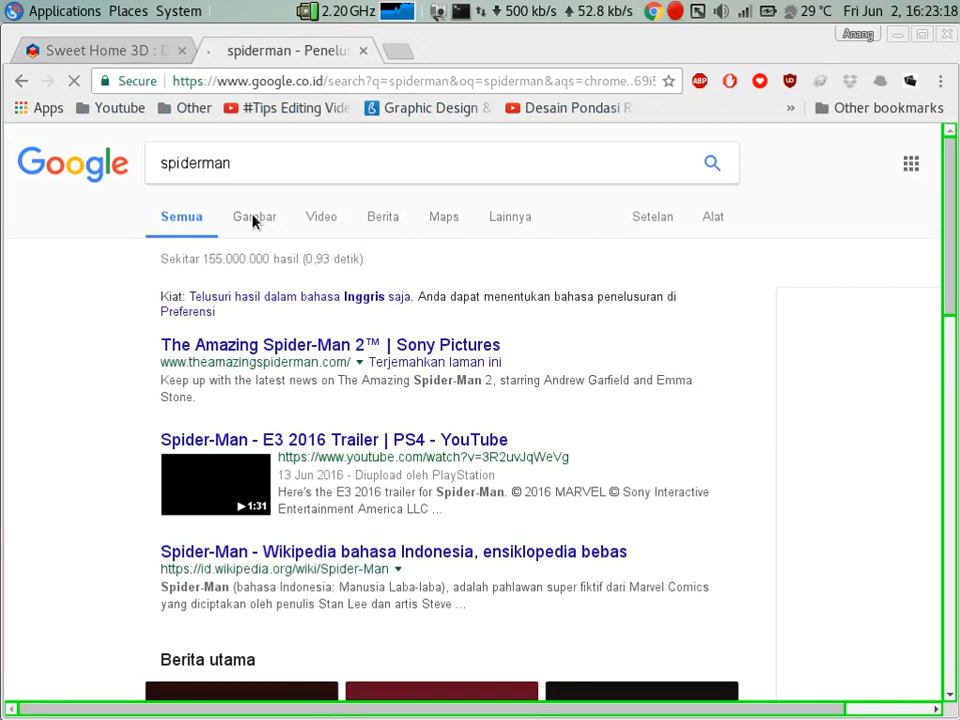 Applications Places System 2.20 GHz 500 kb/s 52.8 kb/s 29 °C Fri Jun 2, 16:23:18
Anang
Sweet Home 3D : D spiderman - Penelus
Secure https://www.google.co.id/search?q=spiderman&oq=spiderman&aqs=chrome..69i5
Apps Youtube Other #Tips Editing Vide Graphic Design & Desain Pondasi R » Other bookmarks
Google spiderman
Semua Gambar Video Berita Maps Lainnya Setelan Alat
Sekitar 155.000.000 hasil (0,93 detik)
Kiat: Telusuri hasil dalam bahasa Inggris saja. Anda dapat menentukan bahasa penelusuran di
Preferensi
The Amazing Spider-Man 2™ | Sony Pictures
www.theamazingspiderman.com/ Terjemahkan laman ini
Keep up with the latest news on The Amazing Spider-Man 2, starring Andrew Garfield and Emma
Stone.
Spider-Man - E3 2016 Trailer | PS4 - YouTube
https://www.youtube.com/watch?v=3R2uvJqWeVg
13 Jun 2016 - Diupload oleh PlayStation
Here's the E3 2016 trailer for Spider-Man. © 2016 MARVEL © Sony Interactive
1:31
Entertainment America LLC ...
Spider-Man - Wikipedia bahasa Indonesia, ensiklopedia bebas
https://id.wikipedia.org/wiki/Spider-Man
Spider-Man (bahasa Indonesia: Manusia Laba-laba), adalah pahlawan super fiktif dari Marvel Comics
yang diciptakan oleh penulis Stan Lee dan artis Steve ...
Berita utama